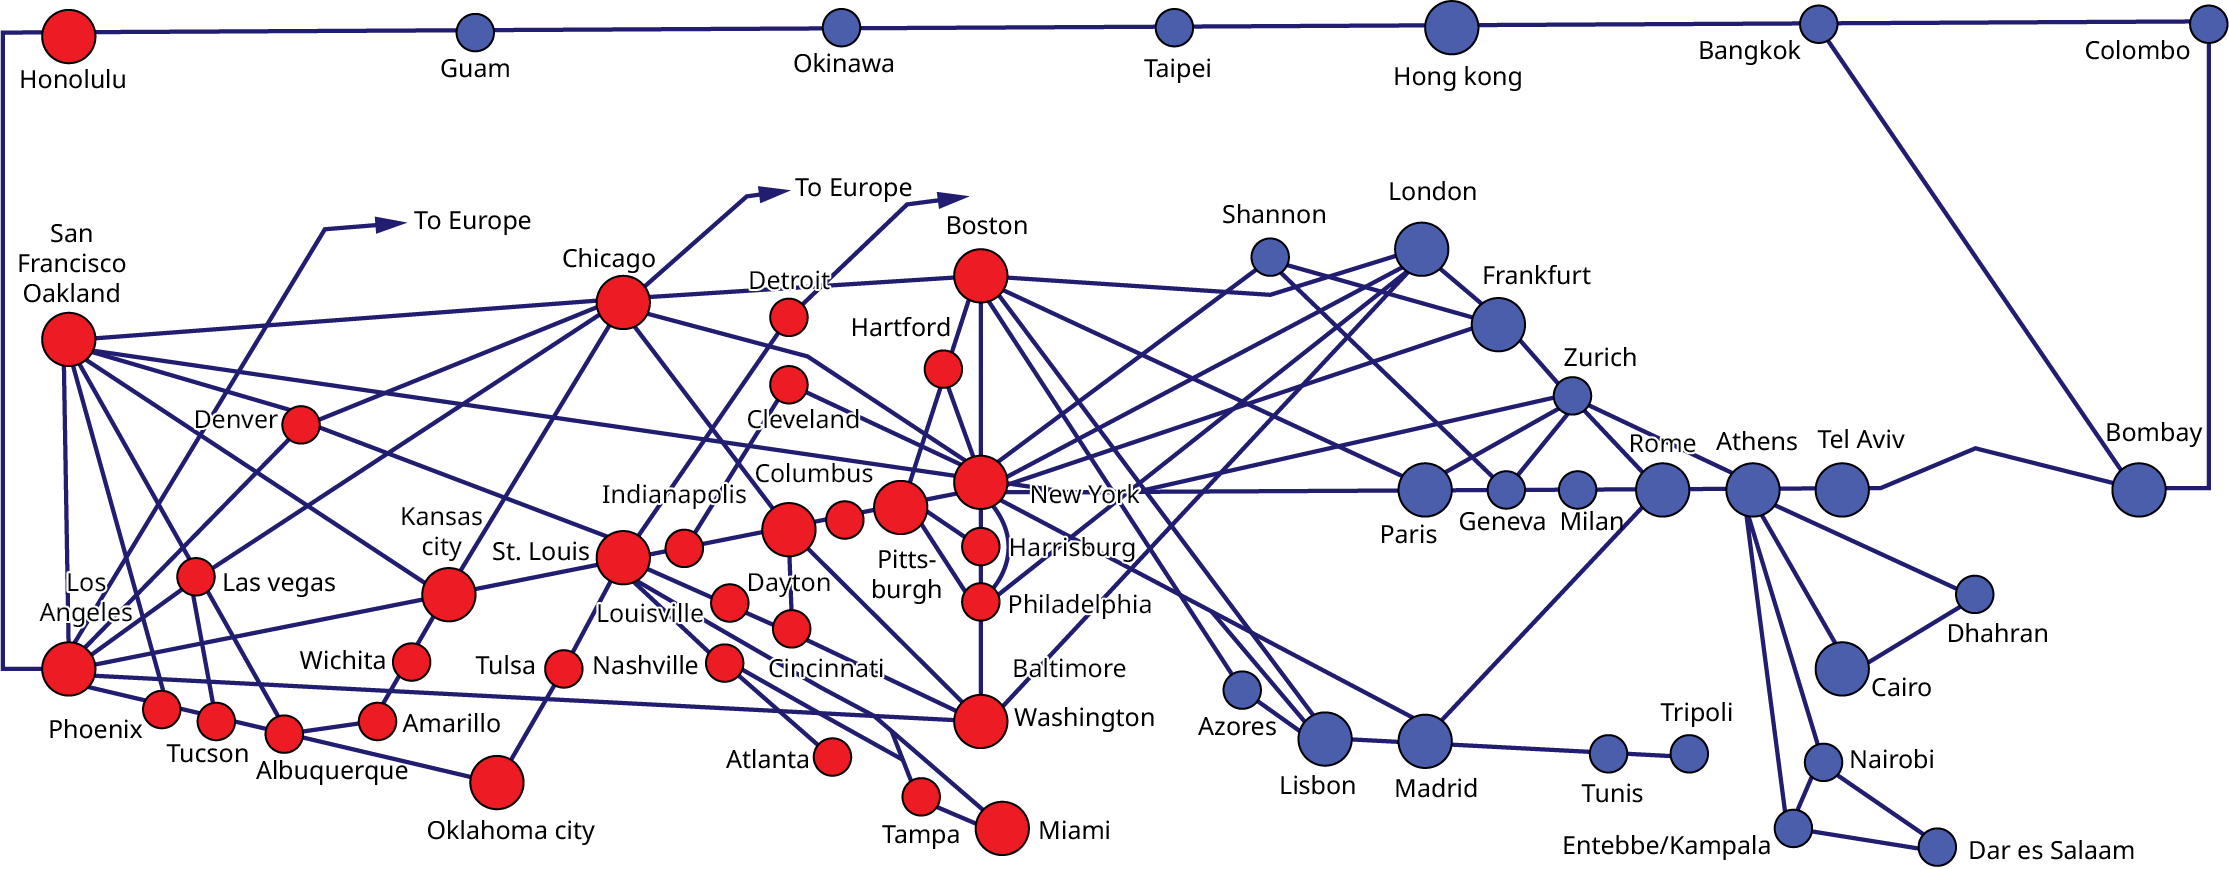 Honolulu
Guam
Okinawa
Taipei
Hong kong
Bangkok
Colombo
San
Francisco
Oakland
To Europe
Chicago
To Europe
Detroit
Boston
Shannon
London
Frankfurt
Hartford
Zurich
Denver
Cleveland
Columbus
Indianapolis
New York
Rome
Athens
Tel Aviv
Bombay
Kansas
city
St. Louis
Pitts-
burgh
Harrisburg
Paris
Geneva
Milan
Los
Angeles
Las vegas
Dayton
Louisville
Philadelphia
Wichita
Tulsa
Nashville
Cincinnati
Baltimore
Washington
Dhahran
Cairo
Phoenix
Tucson
Albuquerque
Amarillo
Atlanta
Azores
Lisbon
Madrid
Tripoli
Tunis
Nairobi
Oklahoma city
Tampa
Miami
Entebbe/Kampala
Dar es Salaam